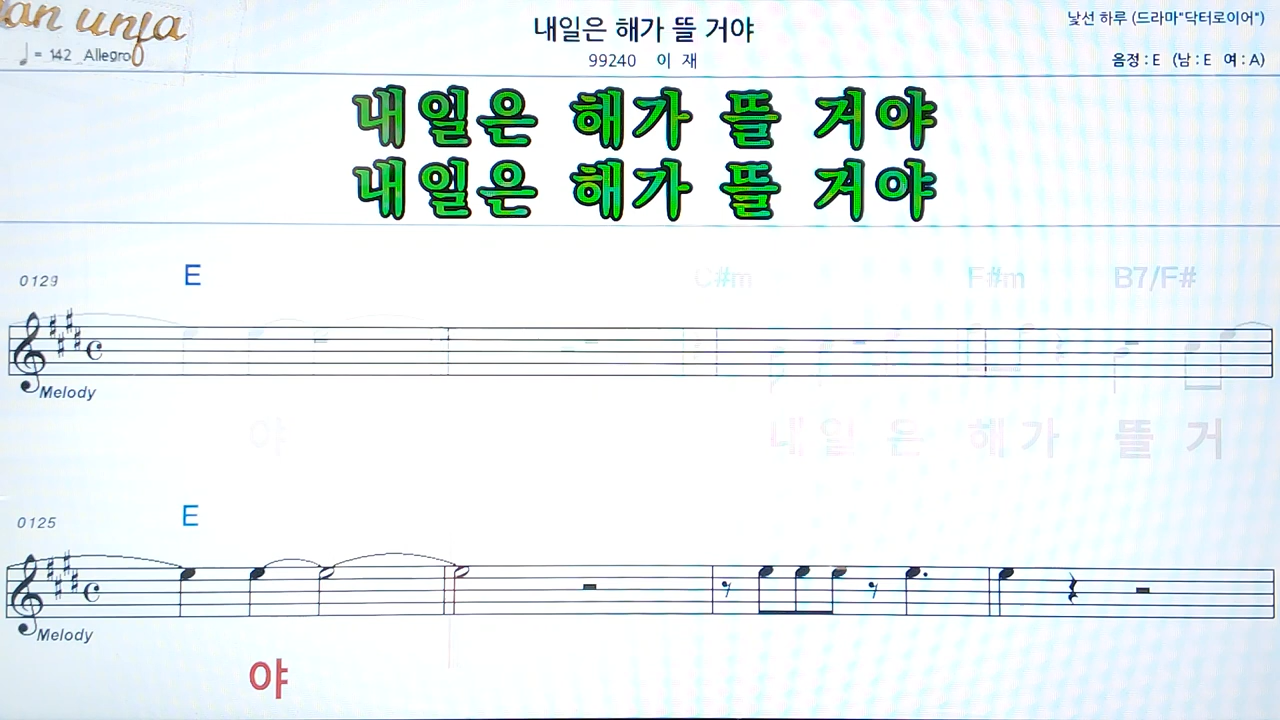 an unfa
내일은 해가 뜰 거야
낯선 하루 (드라마"닥터로이어")
♩ = 142 Allegro
99240 이 재
음정 : E (남 : E 여 : A)
내일은 해가 뜰 거야
내일은 해가 뜰 거야
0129 E C#m F#m B7/F#
Melody
야 내 일 은 해 가 뜰 거
0125 E
Melody
야